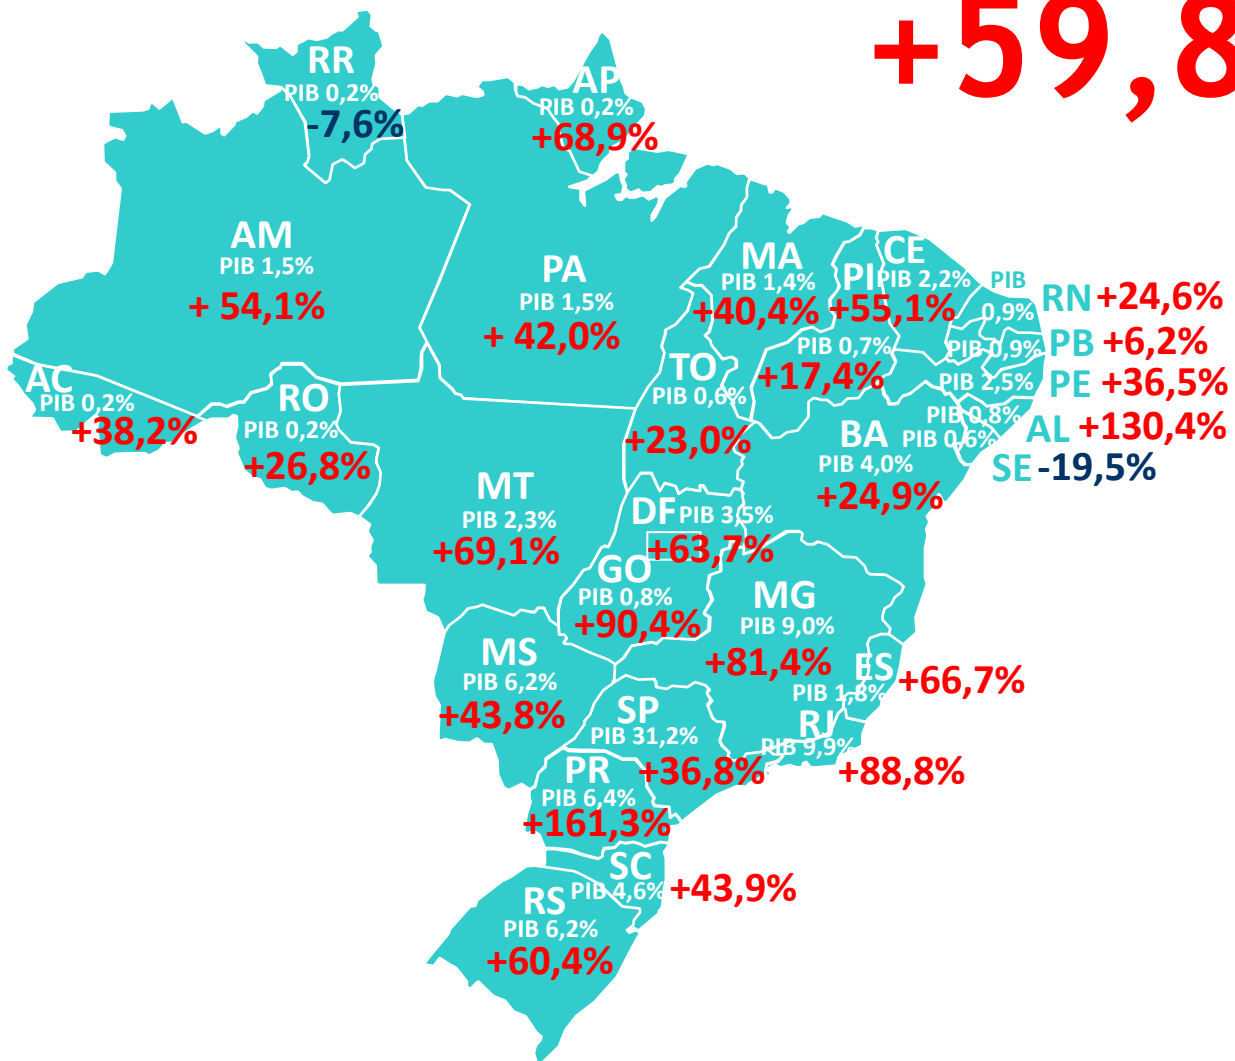 +59,8
RR
PIB 0,2%
-7,6%
AP
PIB 0,2%
+68,9%
AM
PIB 1,5%
+ 54,1%
PA
PIB 1,5%
+ 42,0%
MA
PIB 1,4%
+40,4%
PI
CE
PIB 2,2%
+55,1%
PIB
0,9%
RN +24,6%
PIB 0,7%
+17,4%
PIB 0,9% PB +6,2%
PIB 2,5% PE +36,5%
PIB 0,8% AL +130,4%
PIB 0,6% SE -19,5%
AC
PIB 0,2%
+38,2%
RO
PIB 0,2%
+26,8%
TO
PIB 0,6%
+23,0%
BA
PIB 4,0%
+24,9%
MT
PIB 2,3%
+69,1%
DF PIB 3,5%
+63,7%
GO
PIB 0,8%
+90,4%
MG
PIB 9,0%
+81,4%
ES
PIB 1,8%
+66,7%
MS
PIB 6,2%
+43,8%
SP
PIB 31,2%
+36,8%
RJ
PIB 9,9%
+88,8%
PR
PIB 6,4%
+161,3%
SC
PIB 4,6%
+43,9%
RS
PIB 6,2%
+60,4%